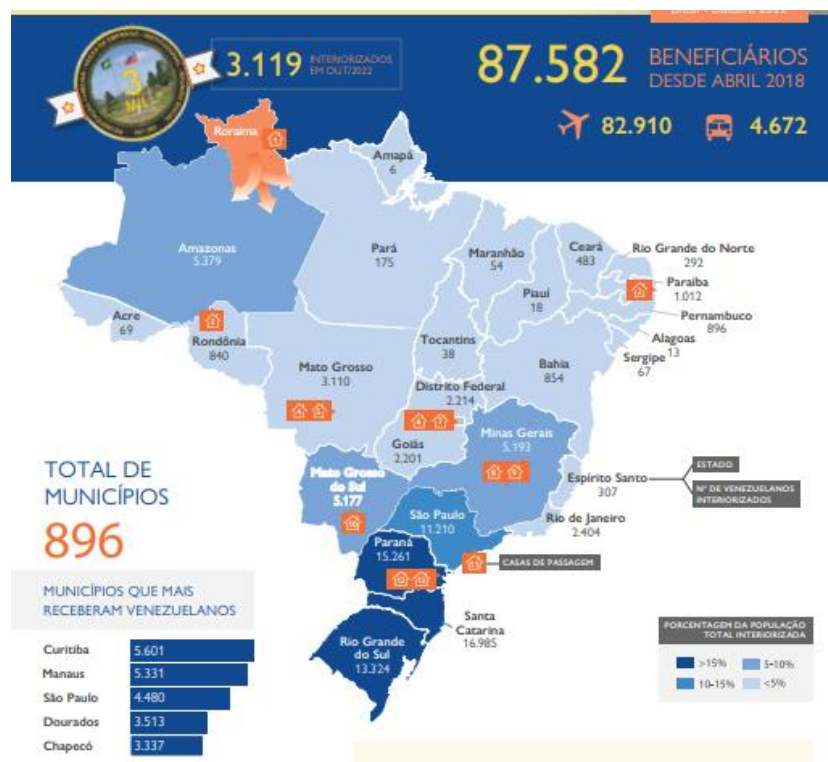 3.119
INTERIORIZADOS
EM OUT/2022
87.582
BENEFICIÁRIOS
DESDE ABRIL 2018
82.910
4.672
3
Roraima
1
Amapá
6
Amazonas
5.379
Pará
175
Maranhão
54
Ceará
483
Rio Grande do Norte
292
Paraíba
1.012
Pernambuco
896
Alagoas
13
Sergipe
67
Piauí
18
Acre
69
Rondônia
840
Tocantins
38
Bahia
854
Mato Grosso
3.110
Distrito Federal
2.214
Goiás
2.201
Minas Gerais
5.193
Mato Grosso
do Sul
5.177
Espírito Santo
307
ESTADO
Nº DE VENEZUELANOS
INTERIORIZADOS
Rio de Janeiro
2.404
São Paulo
11.210
CASAS DE PASSAGEM
Paraná
15.261
Santa
Catarina
16.985
Rio Grande
do Sul
13.324
TOTAL DE
MUNICÍPIOS
896
MUNICÍPIOS QUE MAIS
RECEBERAM VENEZUELANOS
Curitiba 5.601
Manaus 5.331
São Paulo 4.480
Dourados 3.513
Chapecó 3.337
PORCENTAGEM DA POPULAÇÃO
TOTAL INTERIORIZADA
>15% 5-10%
10-15% <5%